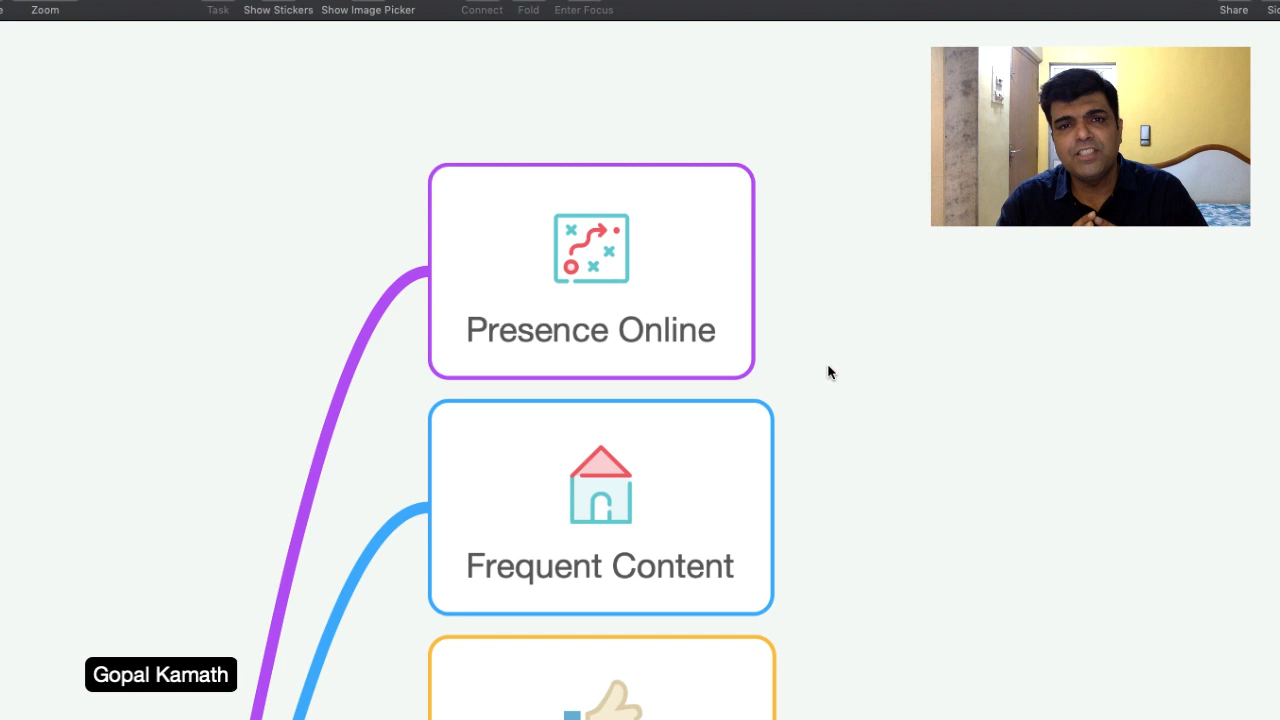 Zoom
Task
Show Stickers
Show Image Picker
Connect
Fold
Enter Focus
Share
Presence Online
Frequent Content
Gopal Kamath